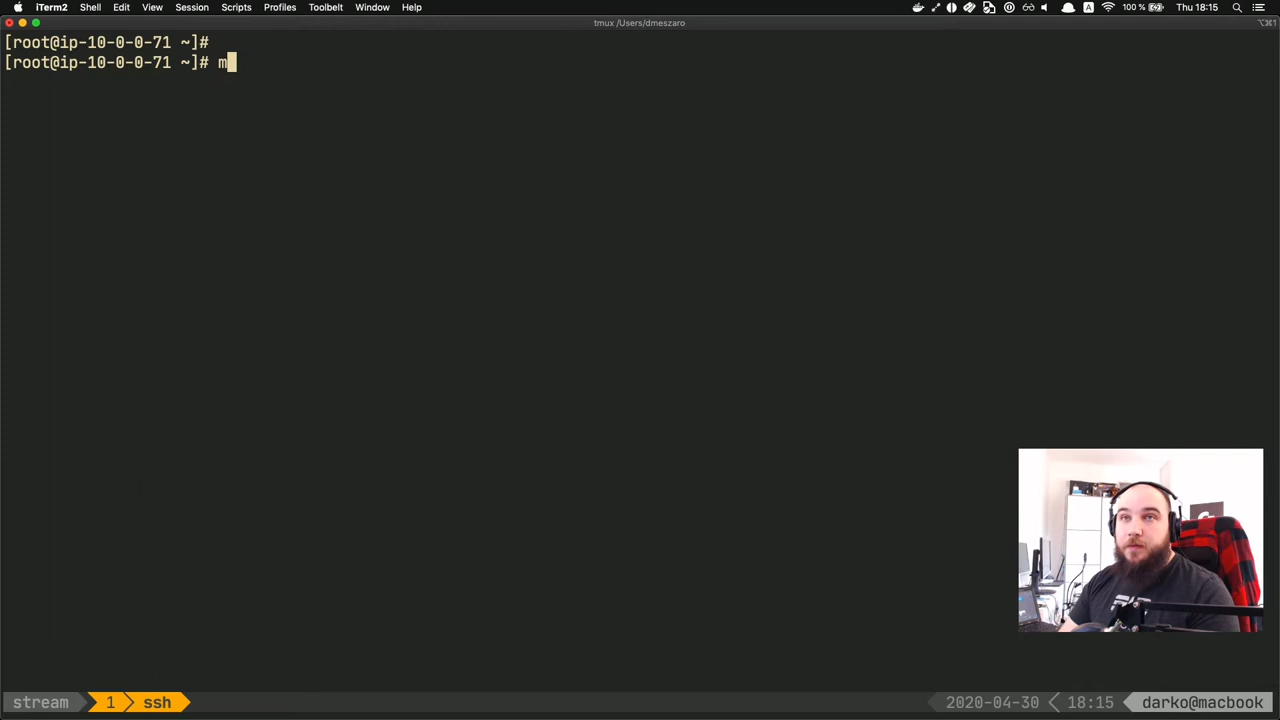 iTerm2 Shell Edit View Session Scripts Profiles Toolbelt Window Help 100 % Thu 18:15
tmux /Users/dmeszaro ⌥⌘1
[root@ip-10-0-0-71 ~]#
[root@ip-10-0-0-71 ~]# m
stream 1 ssh 2020-04-30 18:15 darko@macbook